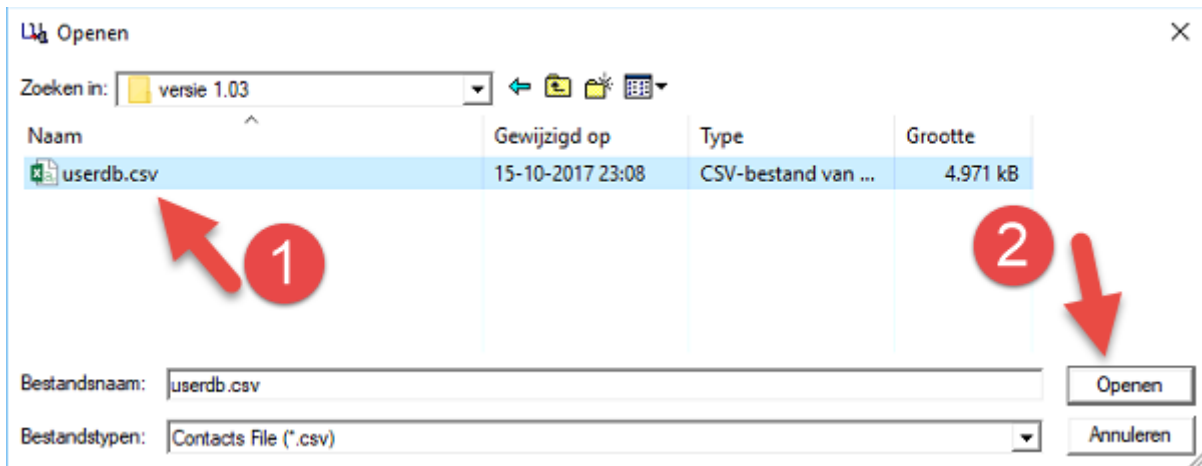 Openen
Zoeken in: versie 1.03
Naam Gewijzigd op Type Grootte
userdb.csv 15-10-2017 23:08 CSV-bestand van ... 4.971 kB
1
2
Bestandsnaam: userdb.csv Openen
Bestandstypen: Contacts File (*.csv) Annuleren